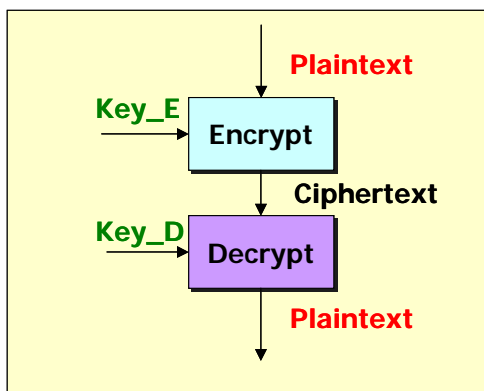 Plaintext
Key_E
Encrypt
Ciphertext
Key_D
Decrypt
Plaintext